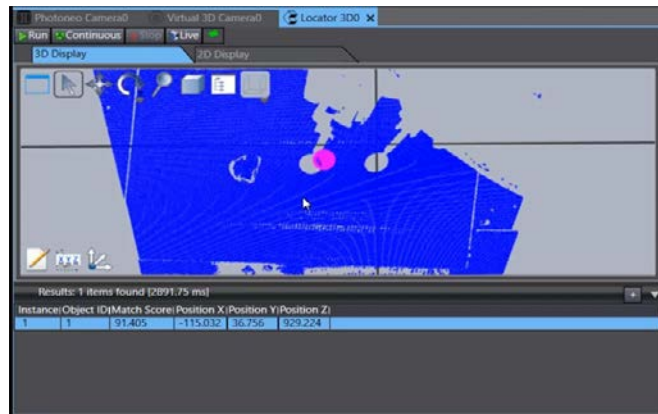 Photoneo Camera0 Virtual 3D Camera0 Locator 3D0 X
Run Continuous Stop Live
3D Display 2D Display
Results: 1 items found [2891.75 ms]
Instance Object ID Match Score Position X Position Y Position Z
1 1 91.405 -115.032 36.756 929.224